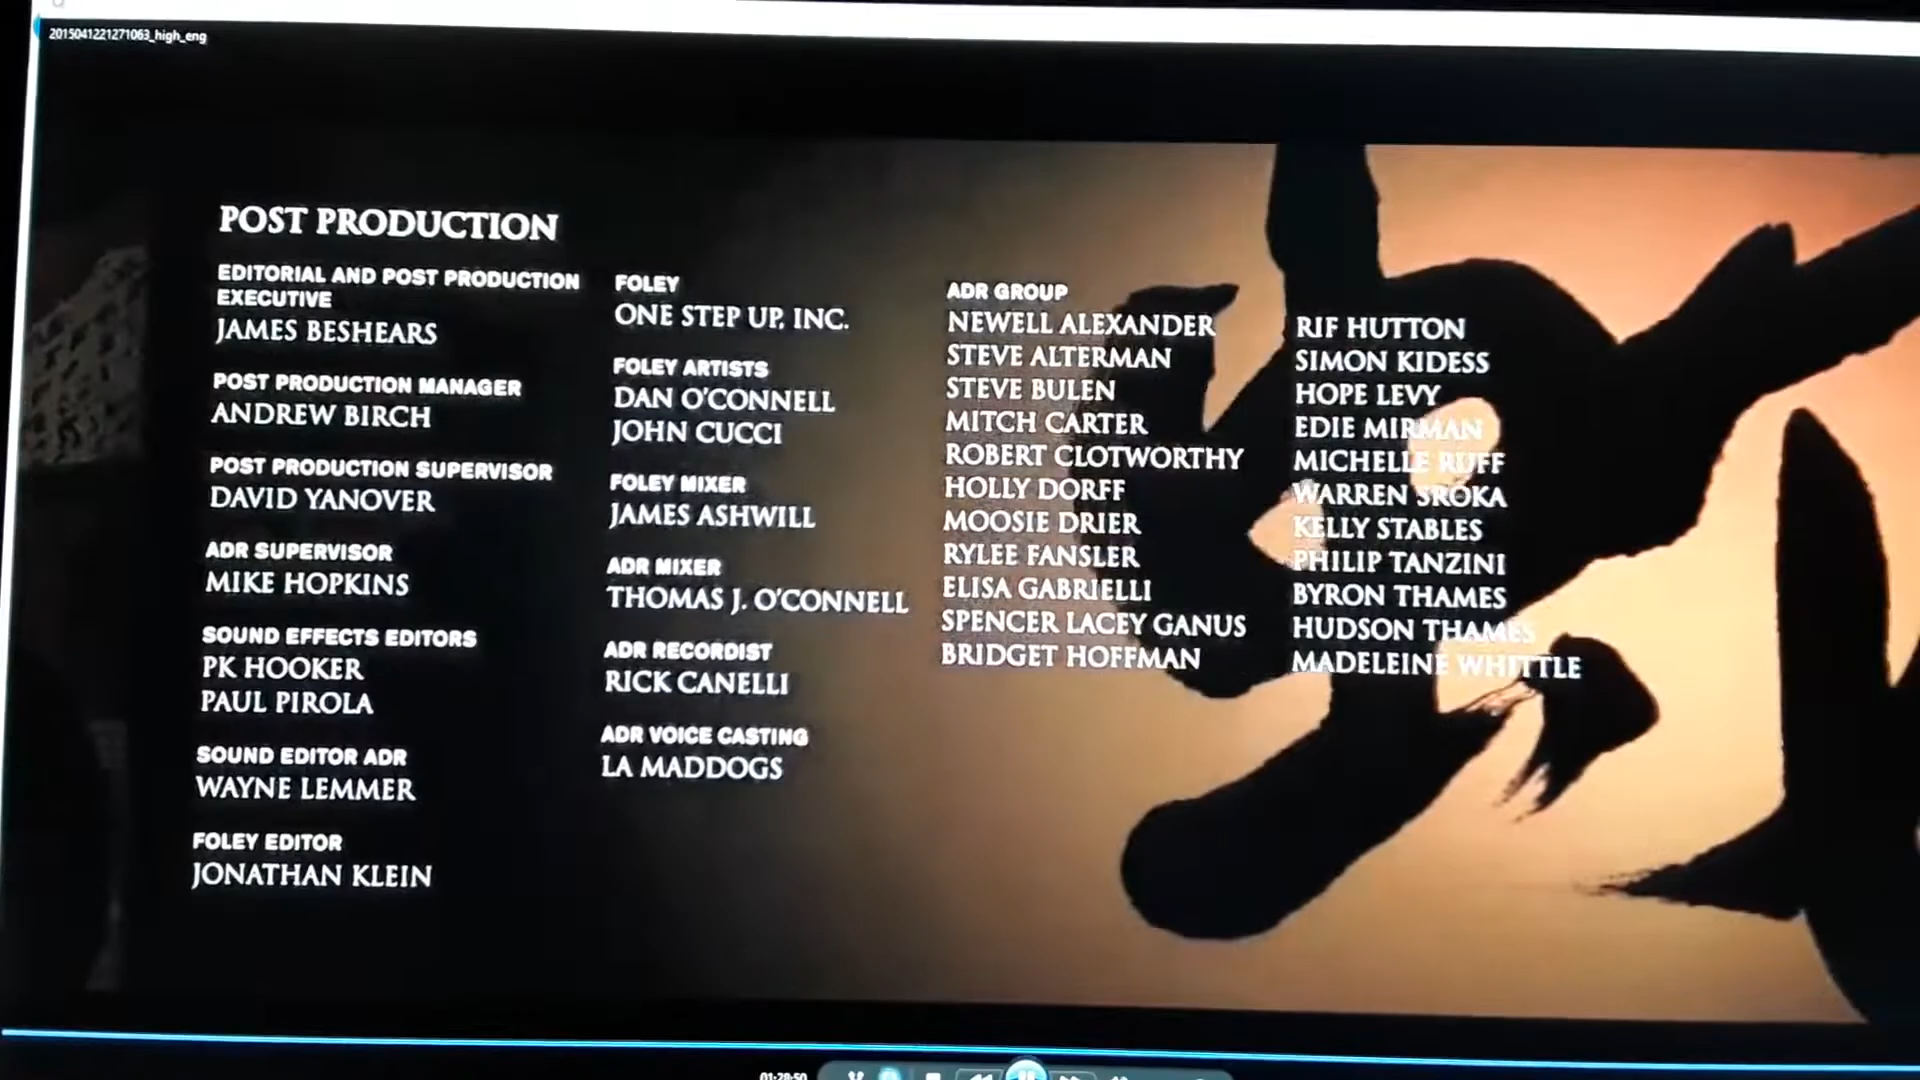 2015041221271063_high_eng
POST PRODUCTION
EDITORIAL AND POST PRODUCTION
EXECUTIVE
JAMES BESHEARS
POST PRODUCTION MANAGER
ANDREW BIRCH
POST PRODUCTION SUPERVISOR
DAVID YANOVER
ADR SUPERVISOR
MIKE HOPKINS
SOUND EFFECTS EDITORS
PK HOOKER
PAUL PIROLA
SOUND EDITOR ADR
WAYNE LEMMER
FOLEY EDITOR
JONATHAN KLEIN
FOLEY
ONE STEP UP, INC.
FOLEY ARTISTS
DAN O'CONNELL
JOHN CUCCI
FOLEY MIXER
JAMES ASHWILL
ADR MIXER
THOMAS J. O'CONNELL
ADR RECORDIST
RICK CANELLI
ADR VOICE CASTING
LA MADDOGS
ADR GROUP
NEWELL ALEXANDER
STEVE ALTERMAN
STEVE BULEN
MITCH CARTER
ROBERT CLOTWORTHY
HOLLY DORFF
MOOSIE DRIER
RYLEE FANSLER
ELISA GABRIELLI
SPENCER LACEY GANUS
BRIDGET HOFFMAN
RIF HUTTON
SIMON KIDESS
HOPE LEVY
EDIE MIRMAN
MICHELLE RUFF
WARREN SROKA
KELLY STABLES
PHILIP TANZINI
BYRON THAMES
HUDSON THAMES
MADELEINE WHITTLE
01:28:50